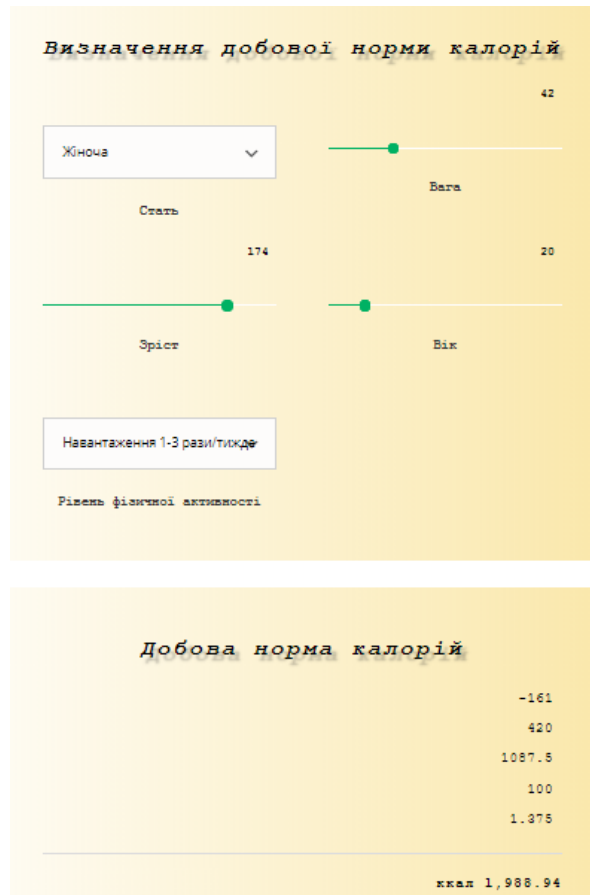 Визначення добової норми калорій
42
Жіноча
Вага
Стать
174
20
Зріст
Вік
Навантаження 1-3 рази/тижде
Рівень фізичної активності
Добова норма калорій
-161
420
1087.5
100
1.375
ккал 1,988.94